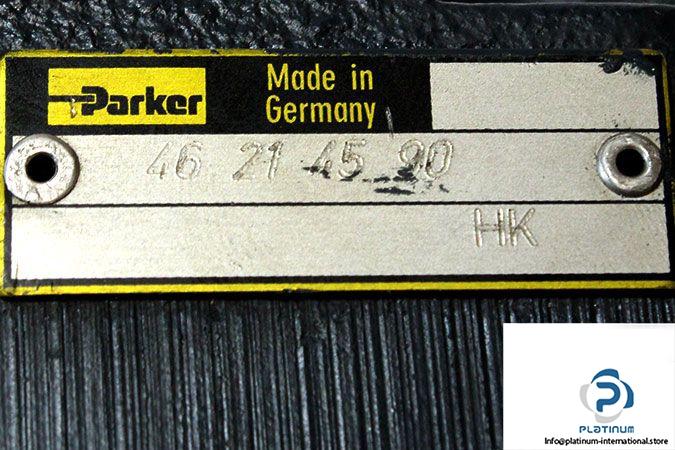 Parker
Made in
Germany
46 21 45 90
HK
PLATINUM
Info@platinum-international.store